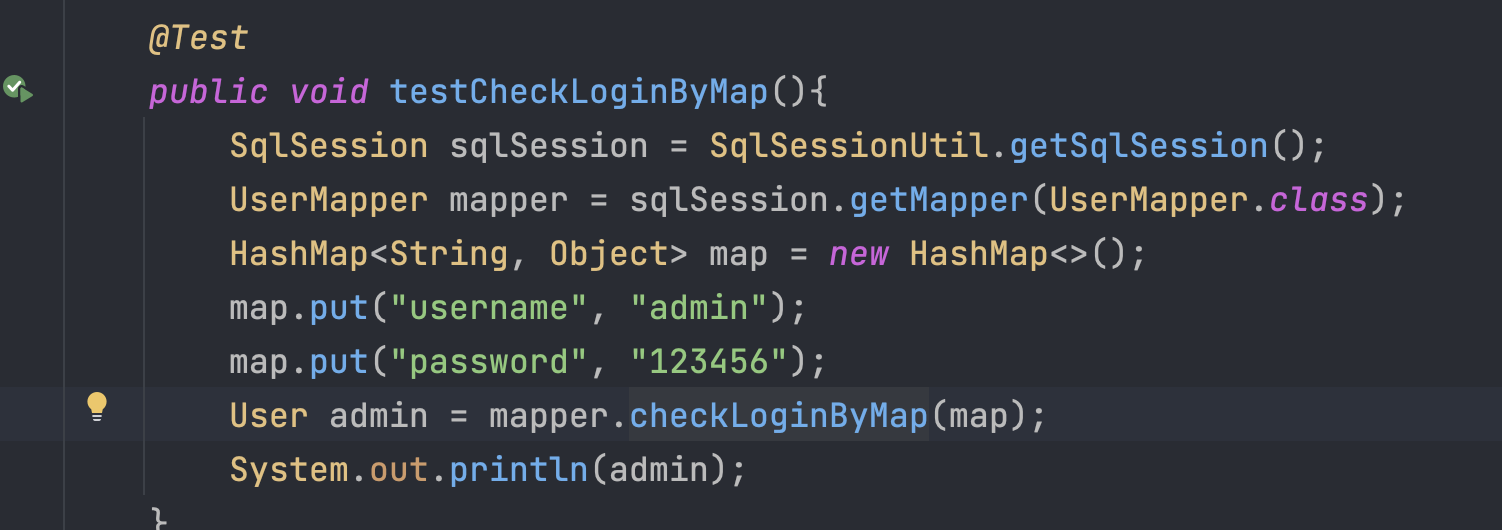 @Test
public void testCheckLoginByMap(){
SqlSession sqlSession = SqlSessionUtil.getSqlSession();
UserMapper mapper = sqlSession.getMapper(UserMapper.class);
HashMap<String, Object> map = new HashMap<>();
map.put("username", "admin");
map.put("password", "123456");
User admin = mapper.checkLoginByMap(map);
System.out.println(admin);
}